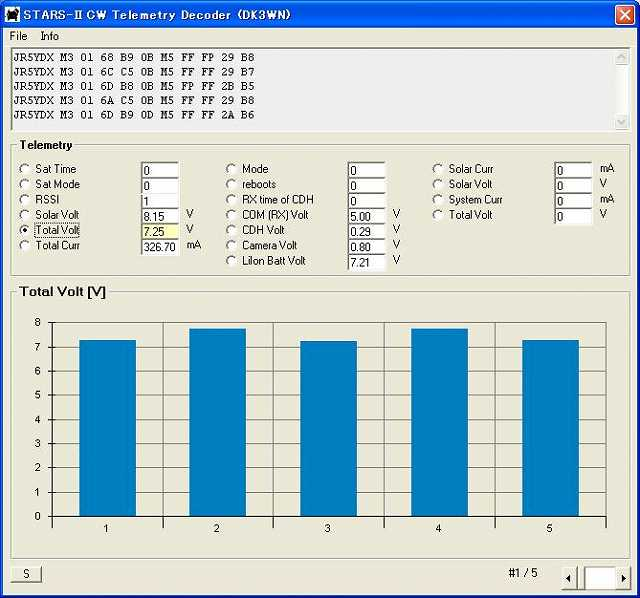 STARS-II CW Telemetry Decoder (DK3WN)
File Info
JR5YDX M3 01 68 B9 0B M5 FF FP 29 B8
JR5YDX M3 01 6C C5 0B M5 FF FF 29 B7
JR5YDX M3 01 6D B8 0B M5 FP FF 2B B5
JR5YDX M3 01 6A C5 0B M5 FF FF 29 B8
JR5YDX M3 01 6D B9 0D M5 FF FF 2A B6
Telemetry
Sat Time 0 Mode 0 Solar Curr 0 mA
Sat Mode 0 reboots 0 Solar Volt 0 V
RSSI 1 RX time of CDH 0 System Curr 0 mA
Solar Volt 8.15 V COM (RX) Volt 5.00 V Total Volt 0 V
Total Volt 7.25 V CDH Volt 0.29 V
Total Curr 326.70 mA Camera Volt 0.80 V
LiIon Batt Volt 7.21 V
Total Volt [V]
8
7
6
5
4
3
2
1
0
1 2 3 4 5
S #1 / 5